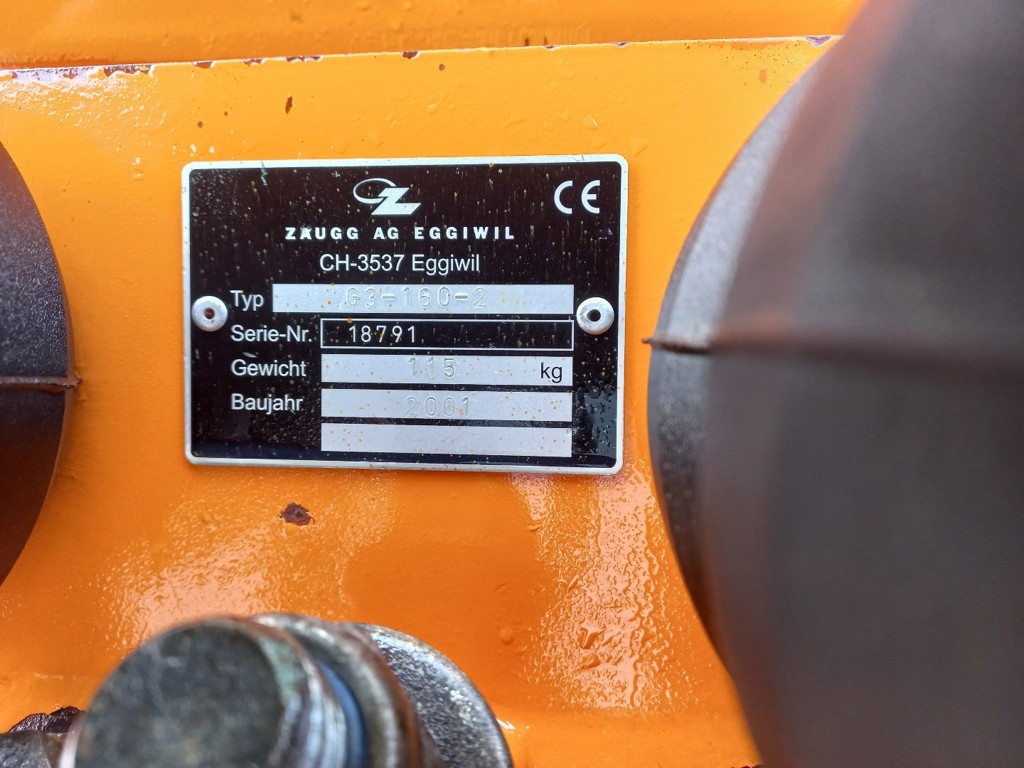 Z CE
ZAUGG AG EGGIWIL
CH-3537 Eggiwil
Typ G3-160-2
Serie-Nr. 18791
Gewicht 115 kg
Baujahr 2001